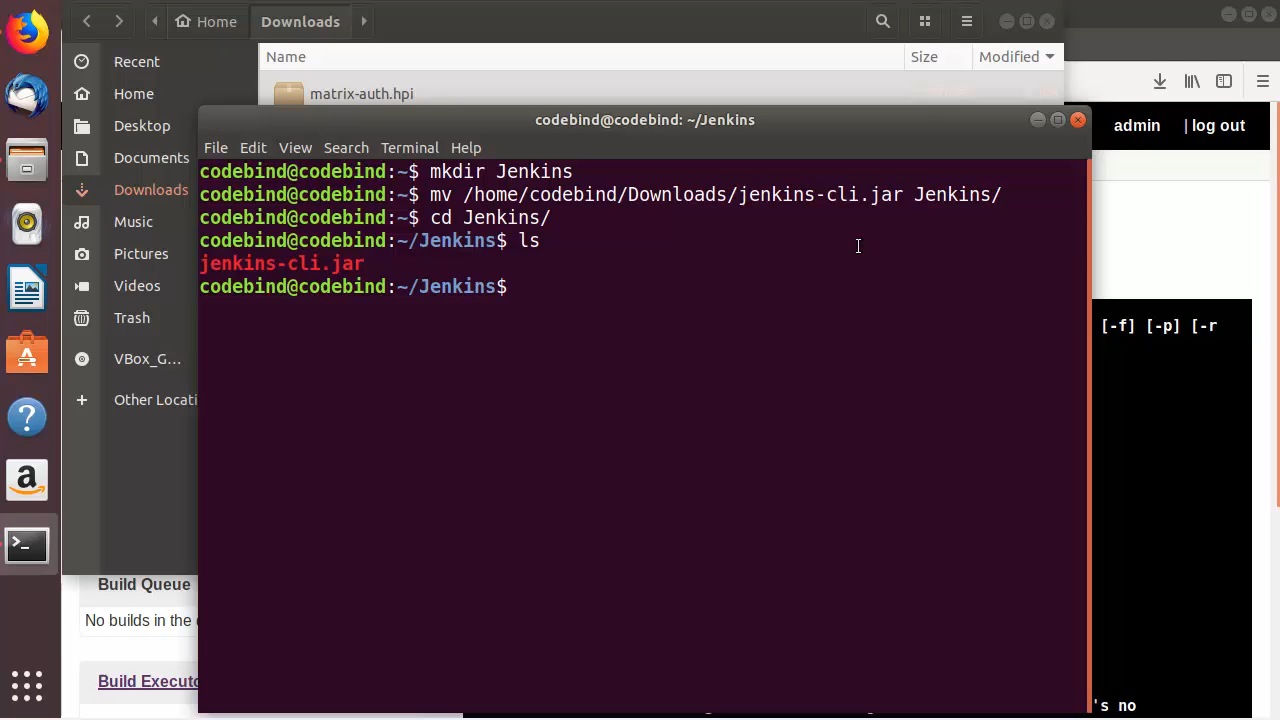 Home
Downloads
Recent
Home
Desktop
Documents
Downloads
Music
Pictures
Videos
Trash
VBox_G...
Other Locati
Name
Size
Modified
matrix-auth.hpi
codebind@codebind: ~/Jenkins
File Edit View Search Terminal Help
codebind@codebind:~$ mkdir Jenkins
codebind@codebind:~$ mv /home/codebind/Downloads/jenkins-cli.jar Jenkins/
codebind@codebind:~$ cd Jenkins/
codebind@codebind:~/Jenkins$ ls
jenkins-cli.jar
codebind@codebind:~/Jenkins$
admin | log out
[-f] [-p] [-r
's no
Build Queue
No builds in the
Build Execut